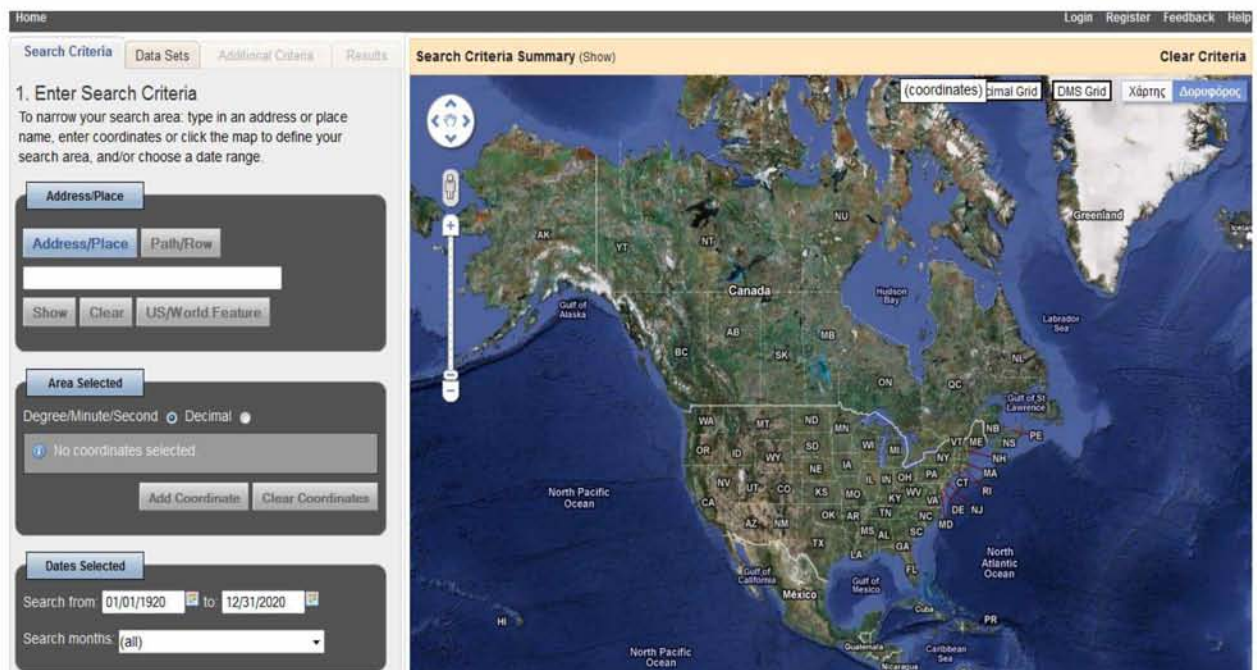 Home
Login Register Feedback Help
Search Criteria
Data Sets
Additional Criteria
Results
1. Enter Search Criteria
To narrow your search area: type in an address or place
name, enter coordinates or click the map to define your
search area, and/or choose a date range.
Address/Place
Address/Place
Path/Row
Show
Clear
US/World Feature
Area Selected
Degree/Minute/Second
Decimal
No coordinates selected
Add Coordinate
Clear Coordinates
Dates Selected
Search from: 01/01/1920 to: 12/31/2020
Search months: (all)
Search Criteria Summary (Show)
Clear Criteria
(coordinates)
cimal Grid
DMS Grid
Χάρτης
Δορυφόρος
Greenland
NU
AK
YT
NT
Canada
Hudson
Bay
Gulf of
Alaska
Labrador
Sea
AB
MB
BC
SK
NL
ON
QC
Gulf of St
Lawrence
WA
MT
ND
MN
NB
PE
OR
ID
WY
SD
WI
MI
VT
ME
NS
NY
NH
NE
IA
MA
NV
UT
CO
IL
IN
OH
PA
CT
RI
CA
KS
MO
KY
WV
VA
DE
NJ
AZ
NM
OK
AR
TN
NC
MD
MS
AL
SC
TX
GA
LA
FL
North Pacific
Ocean
North
Atlantic
Ocean
Gulf of
California
México
Gulf of
Mexico
Cuba
PR
HI
Guatemala
Caribbean
Sea
Nicaragua
North Pacific
Ocean